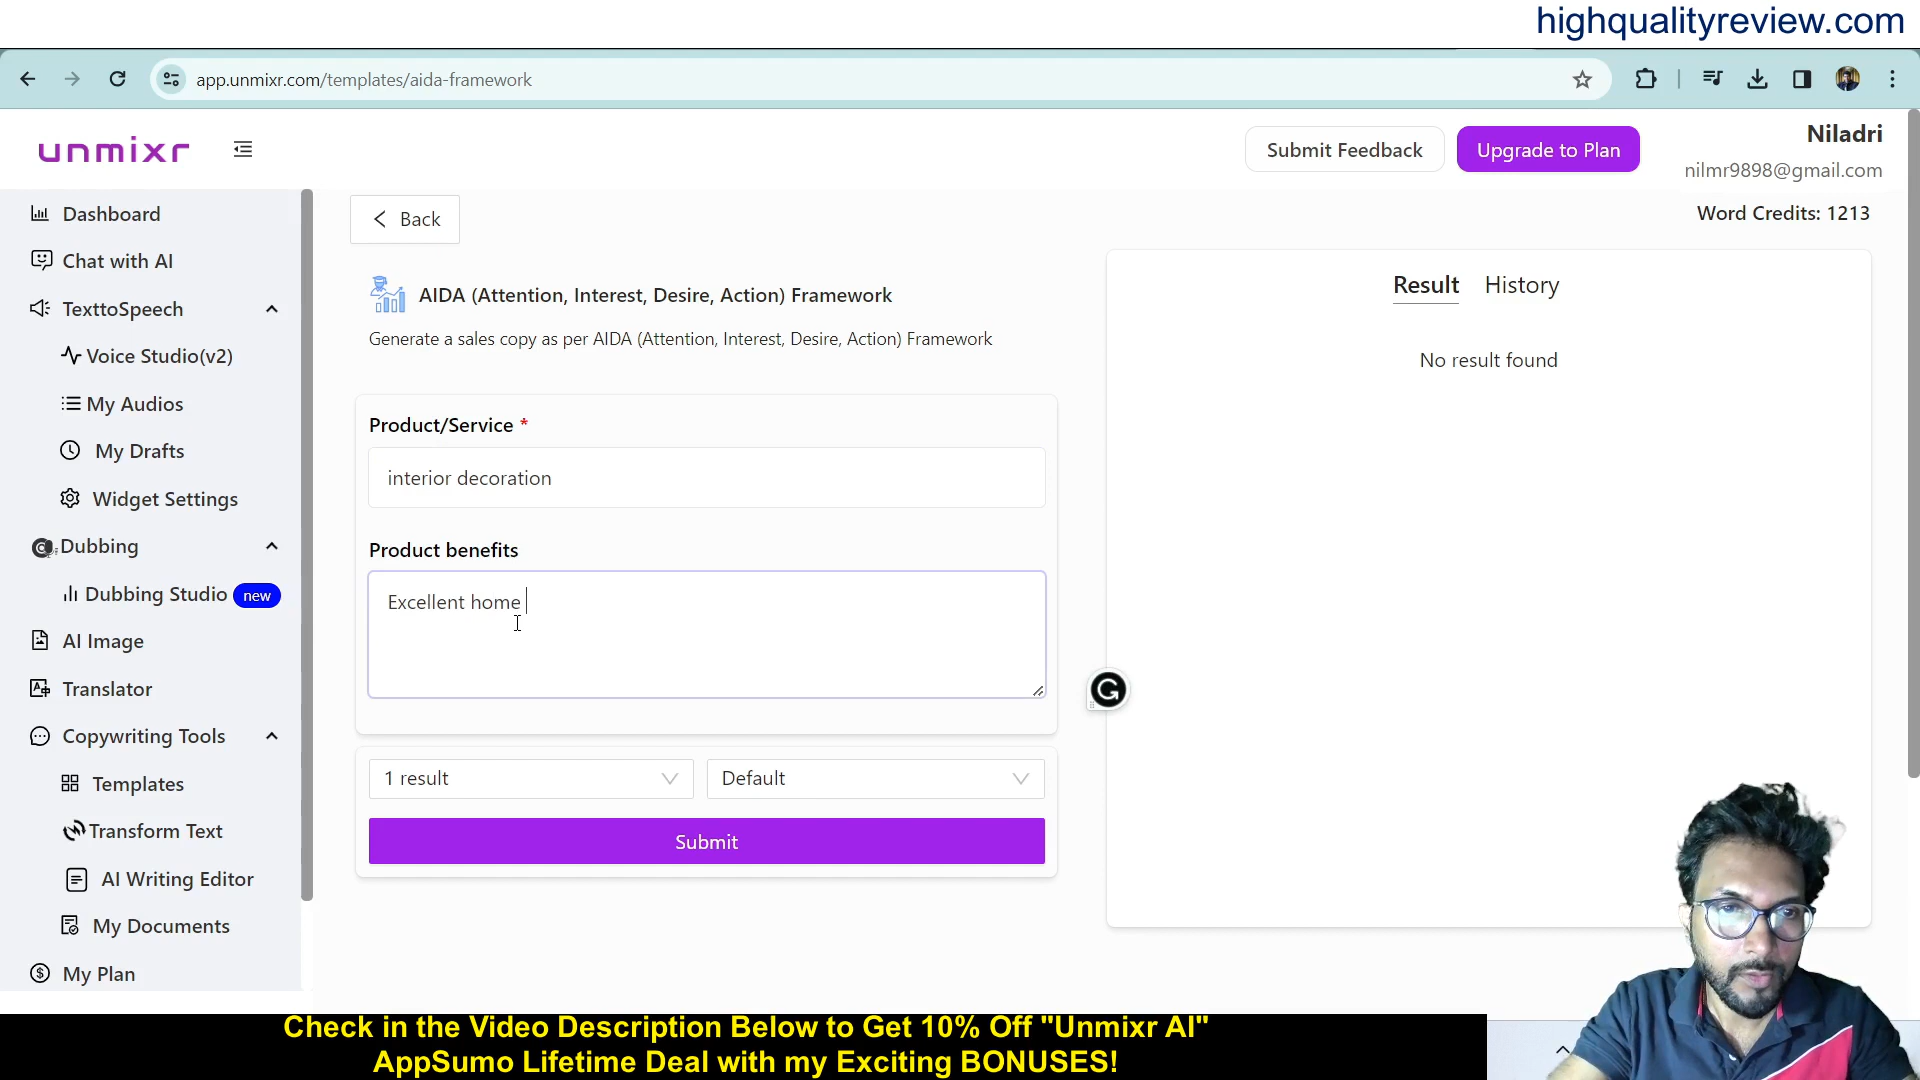 highqualityreview.com
app.unmixr.com/templates/aida-framework
unmixr
Submit Feedback
Upgrade to Plan
Niladri
nilmr9898@gmail.com
Dashboard
Chat with AI
TexttoSpeech
Voice Studio(v2)
My Audios
My Drafts
Widget Settings
Dubbing
Dubbing Studio new
AI Image
Translator
Copywriting Tools
Templates
Transform Text
AI Writing Editor
My Documents
My Plan
Back
Word Credits: 1213
AIDA (Attention, Interest, Desire, Action) Framework
Generate a sales copy as per AIDA (Attention, Interest, Desire, Action) Framework
Product/Service *
interior decoration
Product benefits
Excellent home
1 result
Default
Submit
Result History
No result found
Check in the Video Description Below to Get 10% Off "Unmixr AI"
AppSumo Lifetime Deal with my Exciting BONUSES!